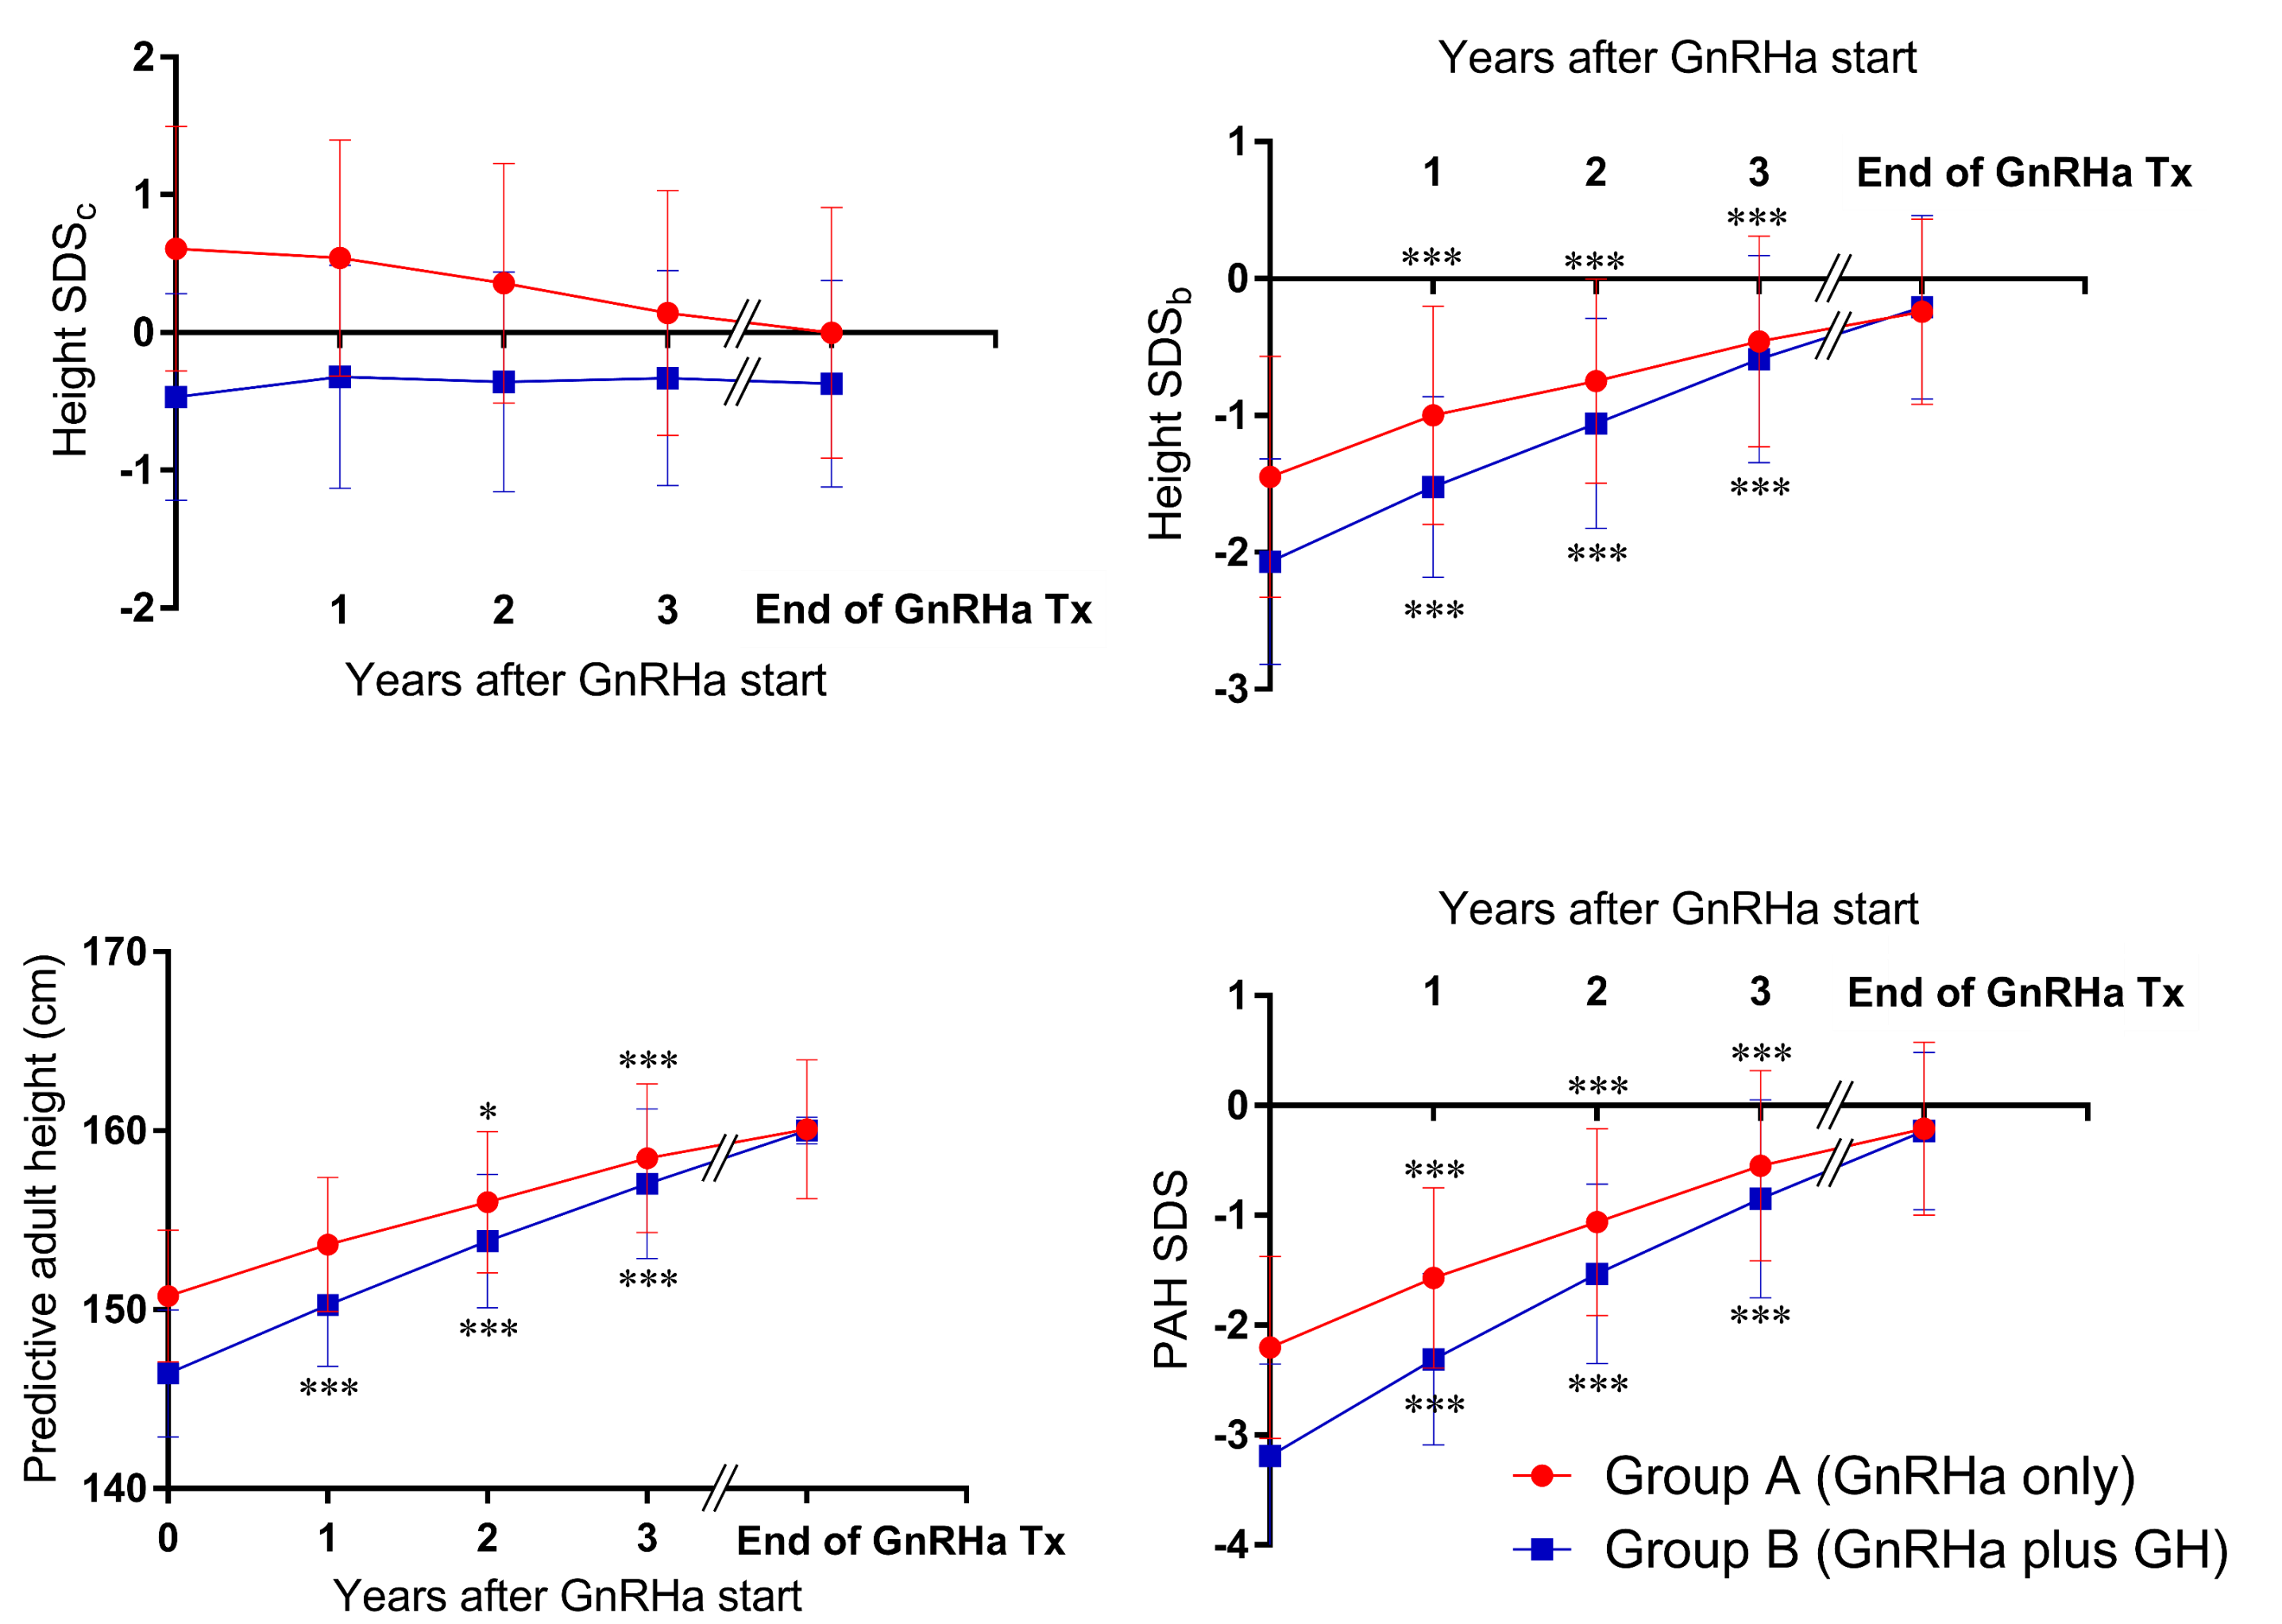 2
1
0
-1
-2
Height SDSc
1 2 3 End of GnRHa Tx
Years after GnRHa start
Years after GnRHa start
1 2 3 End of GnRHa Tx
1
0
-1
-2
-3
Height SDSb
*** *** ***
*** *** ***
170
160
150
140
Predictive adult height (cm)
* ***
*** *** ***
0 1 2 3 End of GnRHa Tx
Years after GnRHa start
Years after GnRHa start
1 2 3 End of GnRHa Tx
1
0
-1
-2
-3
-4
PAH SDS
*** *** ***
*** *** ***
Group A (GnRHa only)
Group B (GnRHa plus GH)